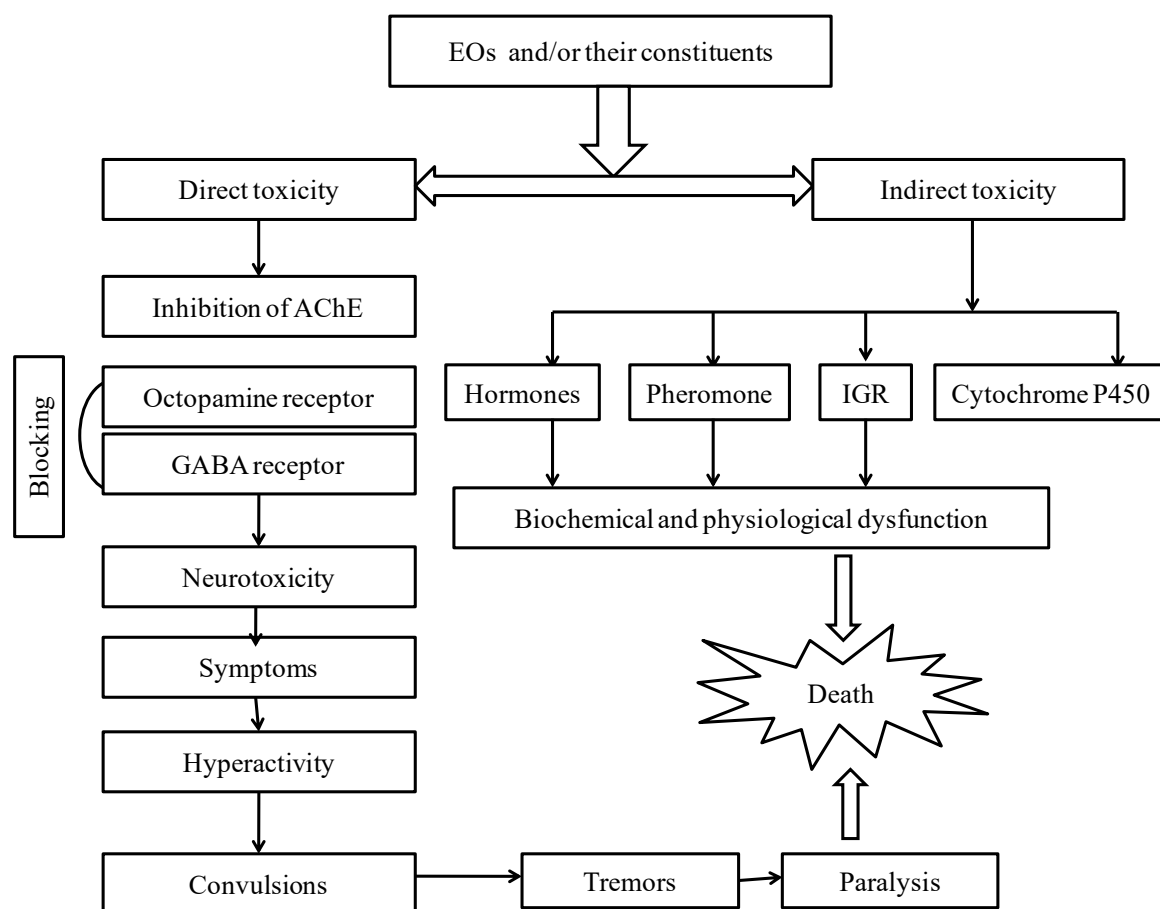 EOs and/or their constituents
Direct toxicity
Indirect toxicity
Inhibition of AChE
Blocking
Octopamine receptor
GABA receptor
Hormones
Pheromone
IGR
Cytochrome P450
Biochemical and physiological dysfunction
Neurotoxicity
Symptoms
Death
Hyperactivity
Convulsions
Tremors
Paralysis